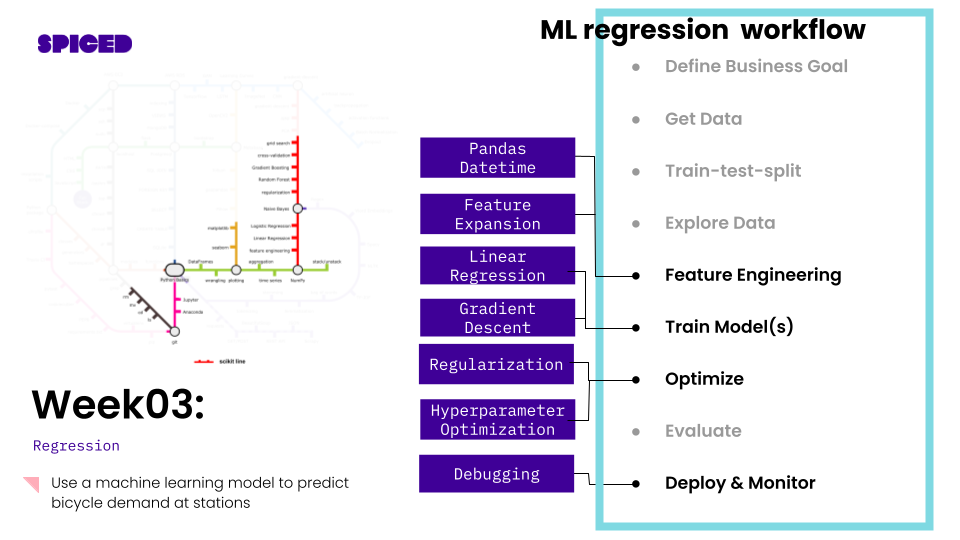 SPICED
ML regression workflow
Define Business Goal
Get Data
Train-test-split
Explore Data
Feature Engineering
Train Model(s)
Optimize
Evaluate
Deploy & Monitor
Pandas
Datetime
Feature
Expansion
Linear
Regression
Gradient
Descent
Regularization
Hyperparameter
Optimization
Debugging
grid search
cross-validation
Gradient Boosting
Random Forest
regularization
Naive Bayes
Logistic Regression
Linear Regression
feature engineering
matplotlib
seaborn
DataFrames
aggregation
stack/unstack
wrangling
plotting
time series
NumPy
Jupyter
Anaconda
git
scikit line
Week03:
Regression
Use a machine learning model to predict
bicycle demand at stations